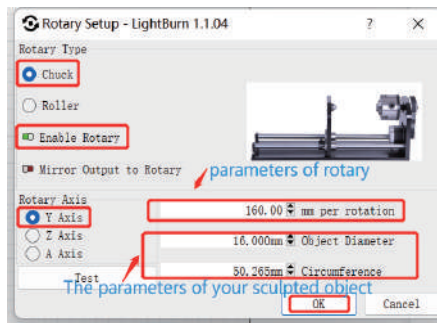 Rotary Setup - LightBurn 1.1.04 ? ×
Rotary Type
Chuck
Roller
Enable Rotary
Mirror Output to Rotary
parameters of rotary
Rotary Axis
Y Axis
160.00 mm per rotation
Z Axis
16.000mm Object Diameter
A Axis
Test
50.265mm Circumference
The parameters of your sculpted object
OK
Cancel